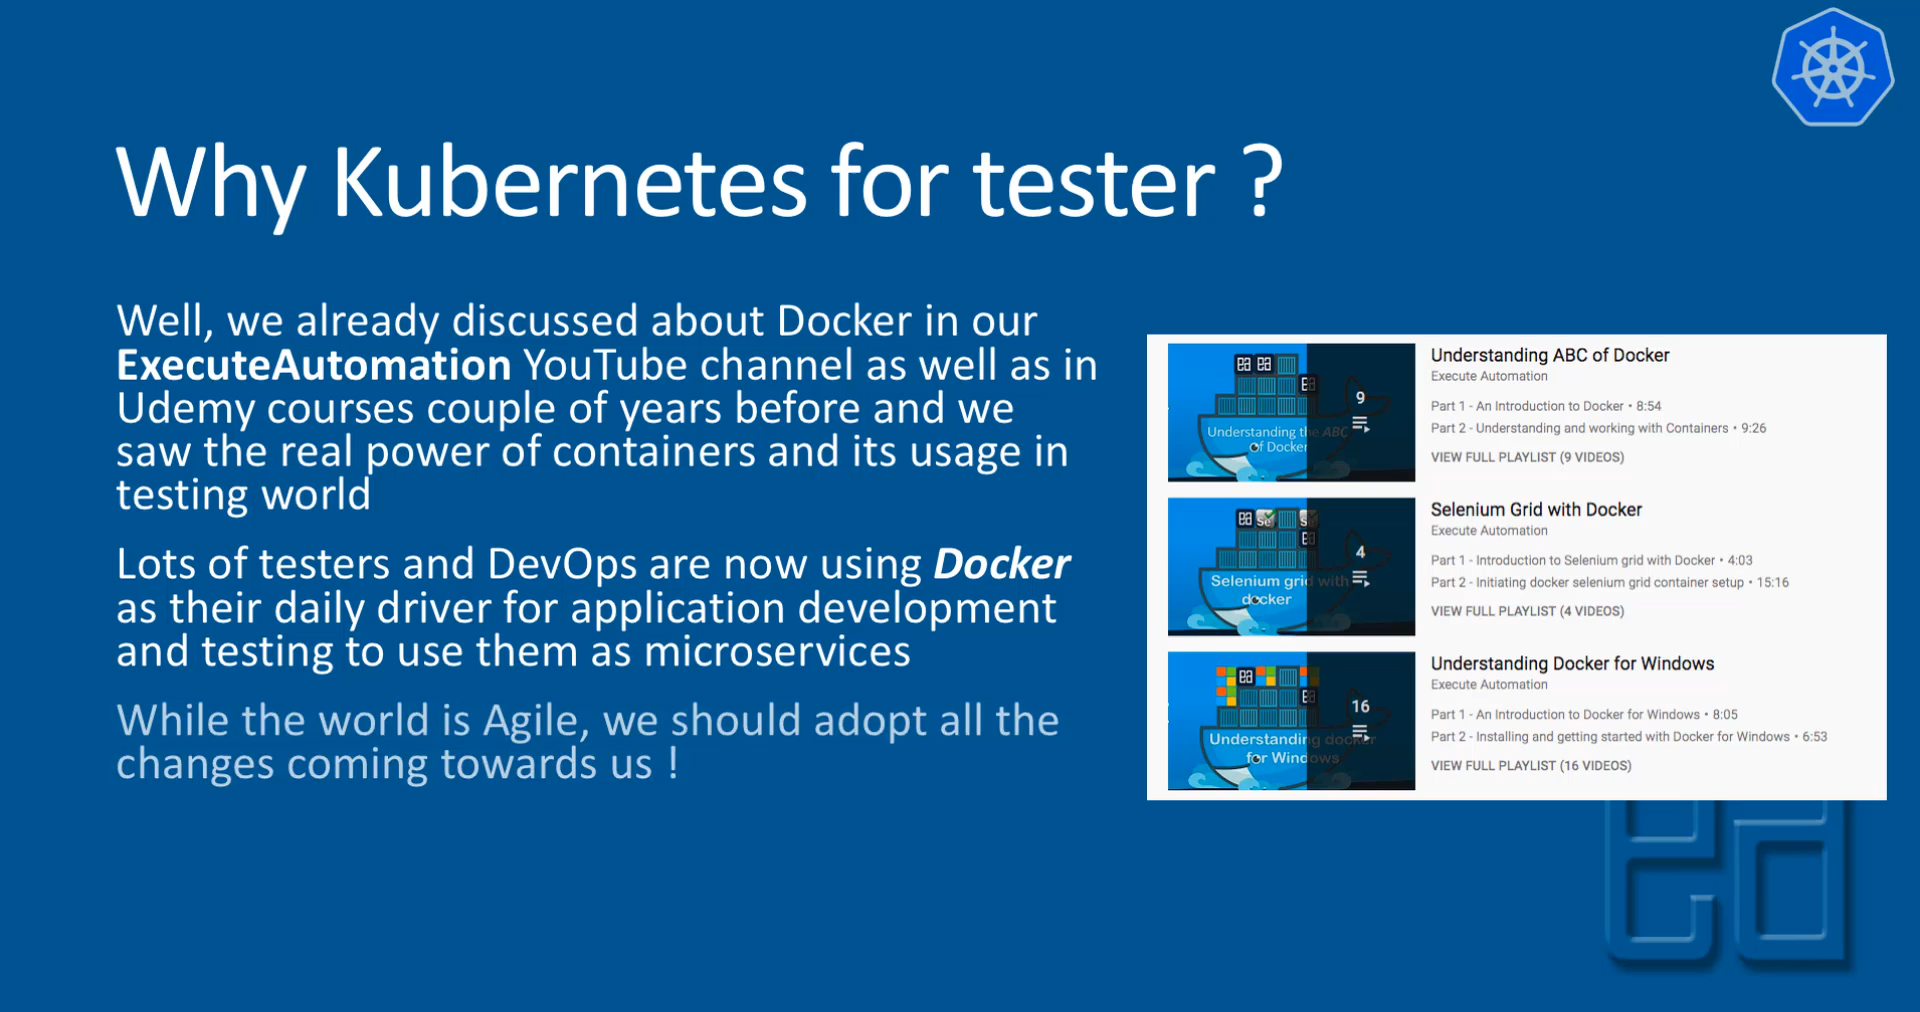 Why Kubernetes for tester ?
Well, we already discussed about Docker in our
ExecuteAutomation YouTube channel as well as in
Udemy courses couple of years before and we
saw the real power of containers and its usage in
testing world
Lots of testers and DevOps are now using Docker
as their daily driver for application development
and testing to use them as microservices
While the world is Agile, we should adopt all the
changes coming towards us !
Understanding the ABC
Of Docker
9
Understanding ABC of Docker
Execute Automation
Part 1 - An Introduction to Docker • 8:54
Part 2 - Understanding and working with Containers • 9:26
VIEW FULL PLAYLIST (9 VIDEOS)
Selenium grid with
docker
4
Selenium Grid with Docker
Execute Automation
Part 1 - Introduction to Selenium grid with Docker • 4:03
Part 2 - Initiating docker selenium grid container setup • 15:16
VIEW FULL PLAYLIST (4 VIDEOS)
Understanding docker
for Windows
16
Understanding Docker for Windows
Execute Automation
Part 1 - An Introduction to Docker for Windows • 8:05
Part 2 - Installing and getting started with Docker for Windows • 6:53
VIEW FULL PLAYLIST (16 VIDEOS)
ea